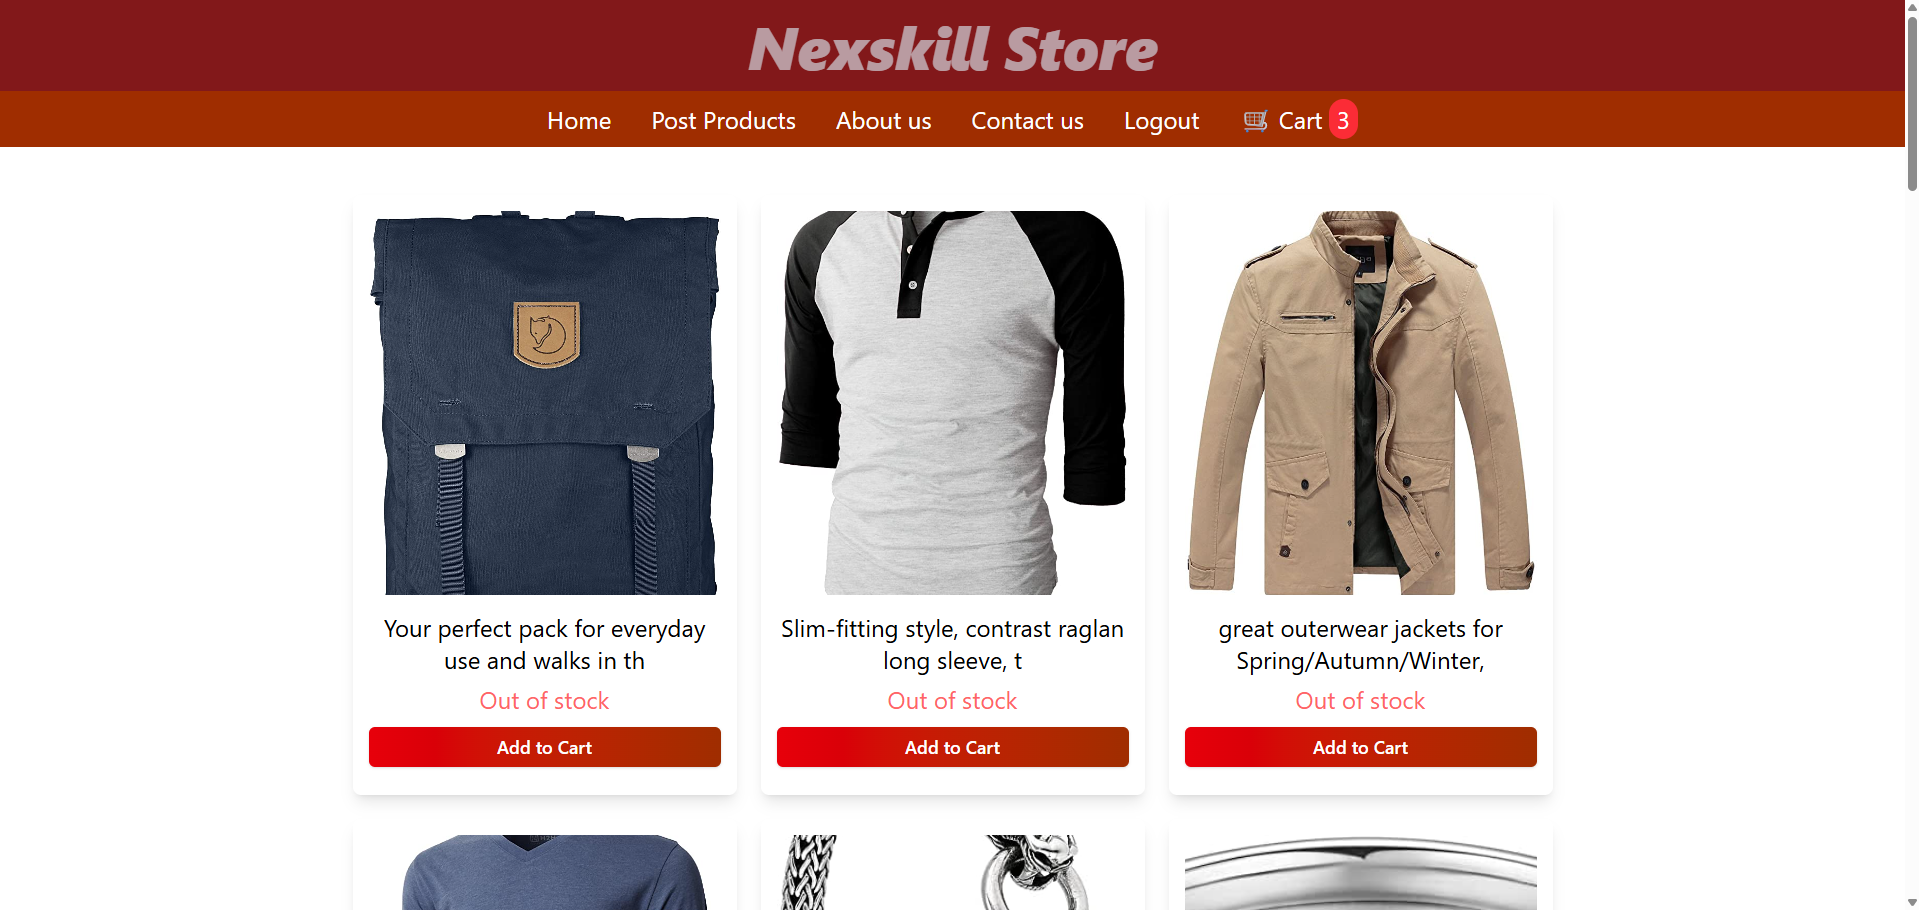 Nexskill Store
Home Post Products About us Contact us Logout 🛒 Cart 3
Your perfect pack for everyday
use and walks in th
Out of stock
Add to Cart
Slim-fitting style, contrast raglan
long sleeve, t
Out of stock
Add to Cart
great outerwear jackets for
Spring/Autumn/Winter,
Out of stock
Add to Cart